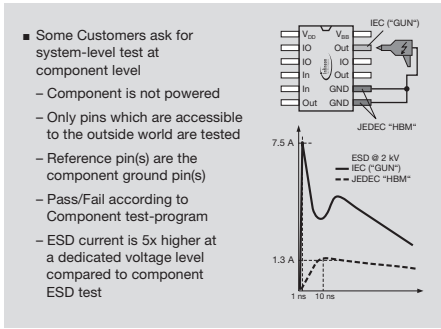 ■ Some Customers ask for
system-level test at
component level
– Component is not powered
– Only pins which are accessible
to the outside world are tested
– Reference pin(s) are the
component ground pin(s)
– Pass/Fail according to
Component test-program
– ESD current is 5x higher at
a dedicated voltage level
compared to component
ESD test
IEC ("GUN")
VDD VBB
IO Out
IO IO
In Out
In GND
Out GND
JEDEC "HBM"
7.5 A
ESD @ 2 kV
IEC ("GUN")
JEDEC "HBM"
1.3 A
1 ns 10 ns